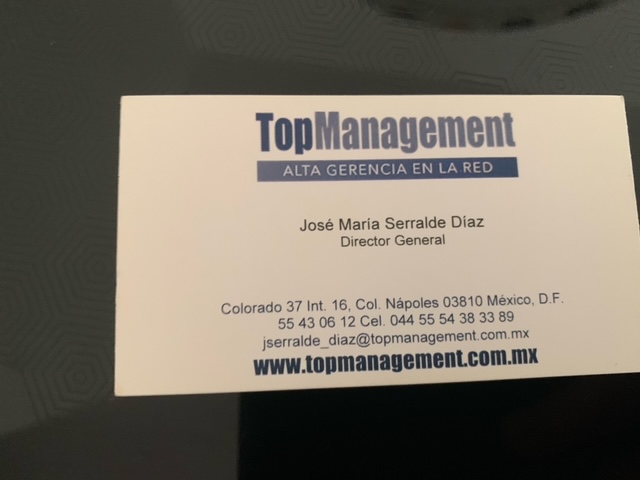 TopManagement
ALTA GERENCIA EN LA RED
José María Serralde Díaz
Director General
Colorado 37 Int. 16, Col. Nápoles 03810 México, D.F.
55 43 06 12 Cel. 044 55 54 38 33 89
jserralde_diaz@topmanagement.com.mx
www.topmanagement.com.mx